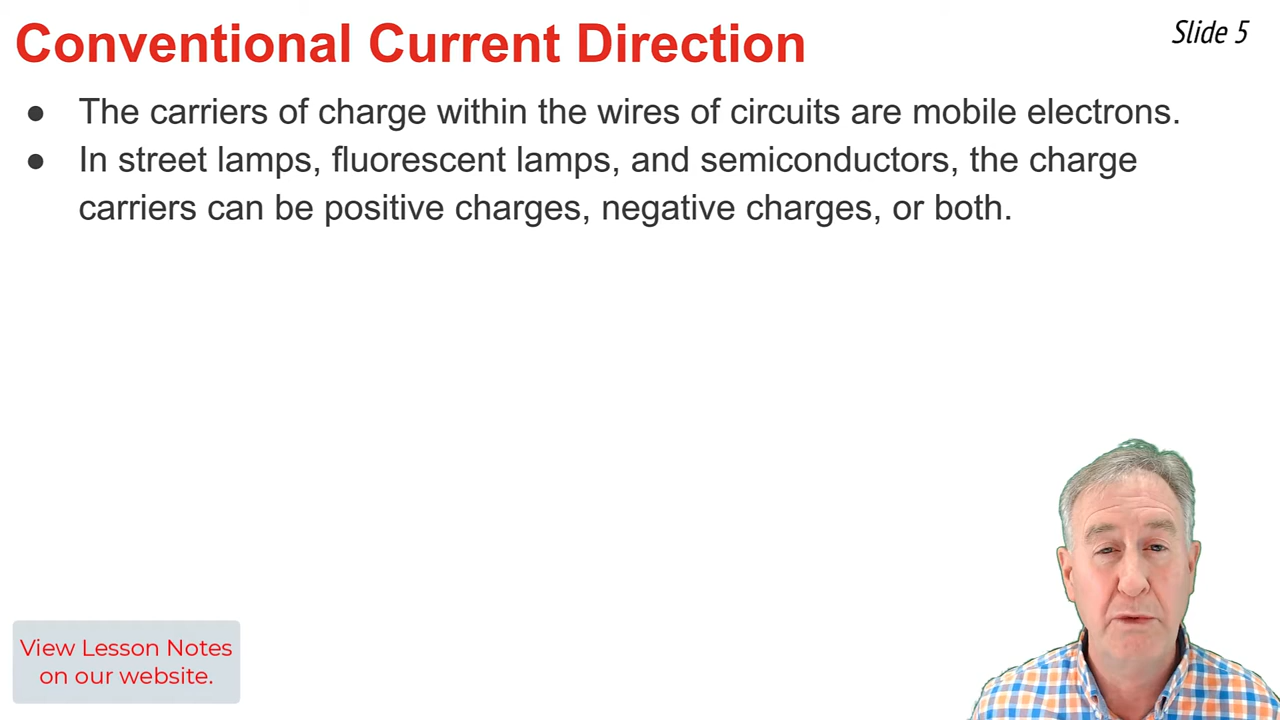 Conventional Current Direction
Slide 5
● The carriers of charge within the wires of circuits are mobile electrons.
● In street lamps, fluorescent lamps, and semiconductors, the charge
carriers can be positive charges, negative charges, or both.
View Lesson Notes
on our website.